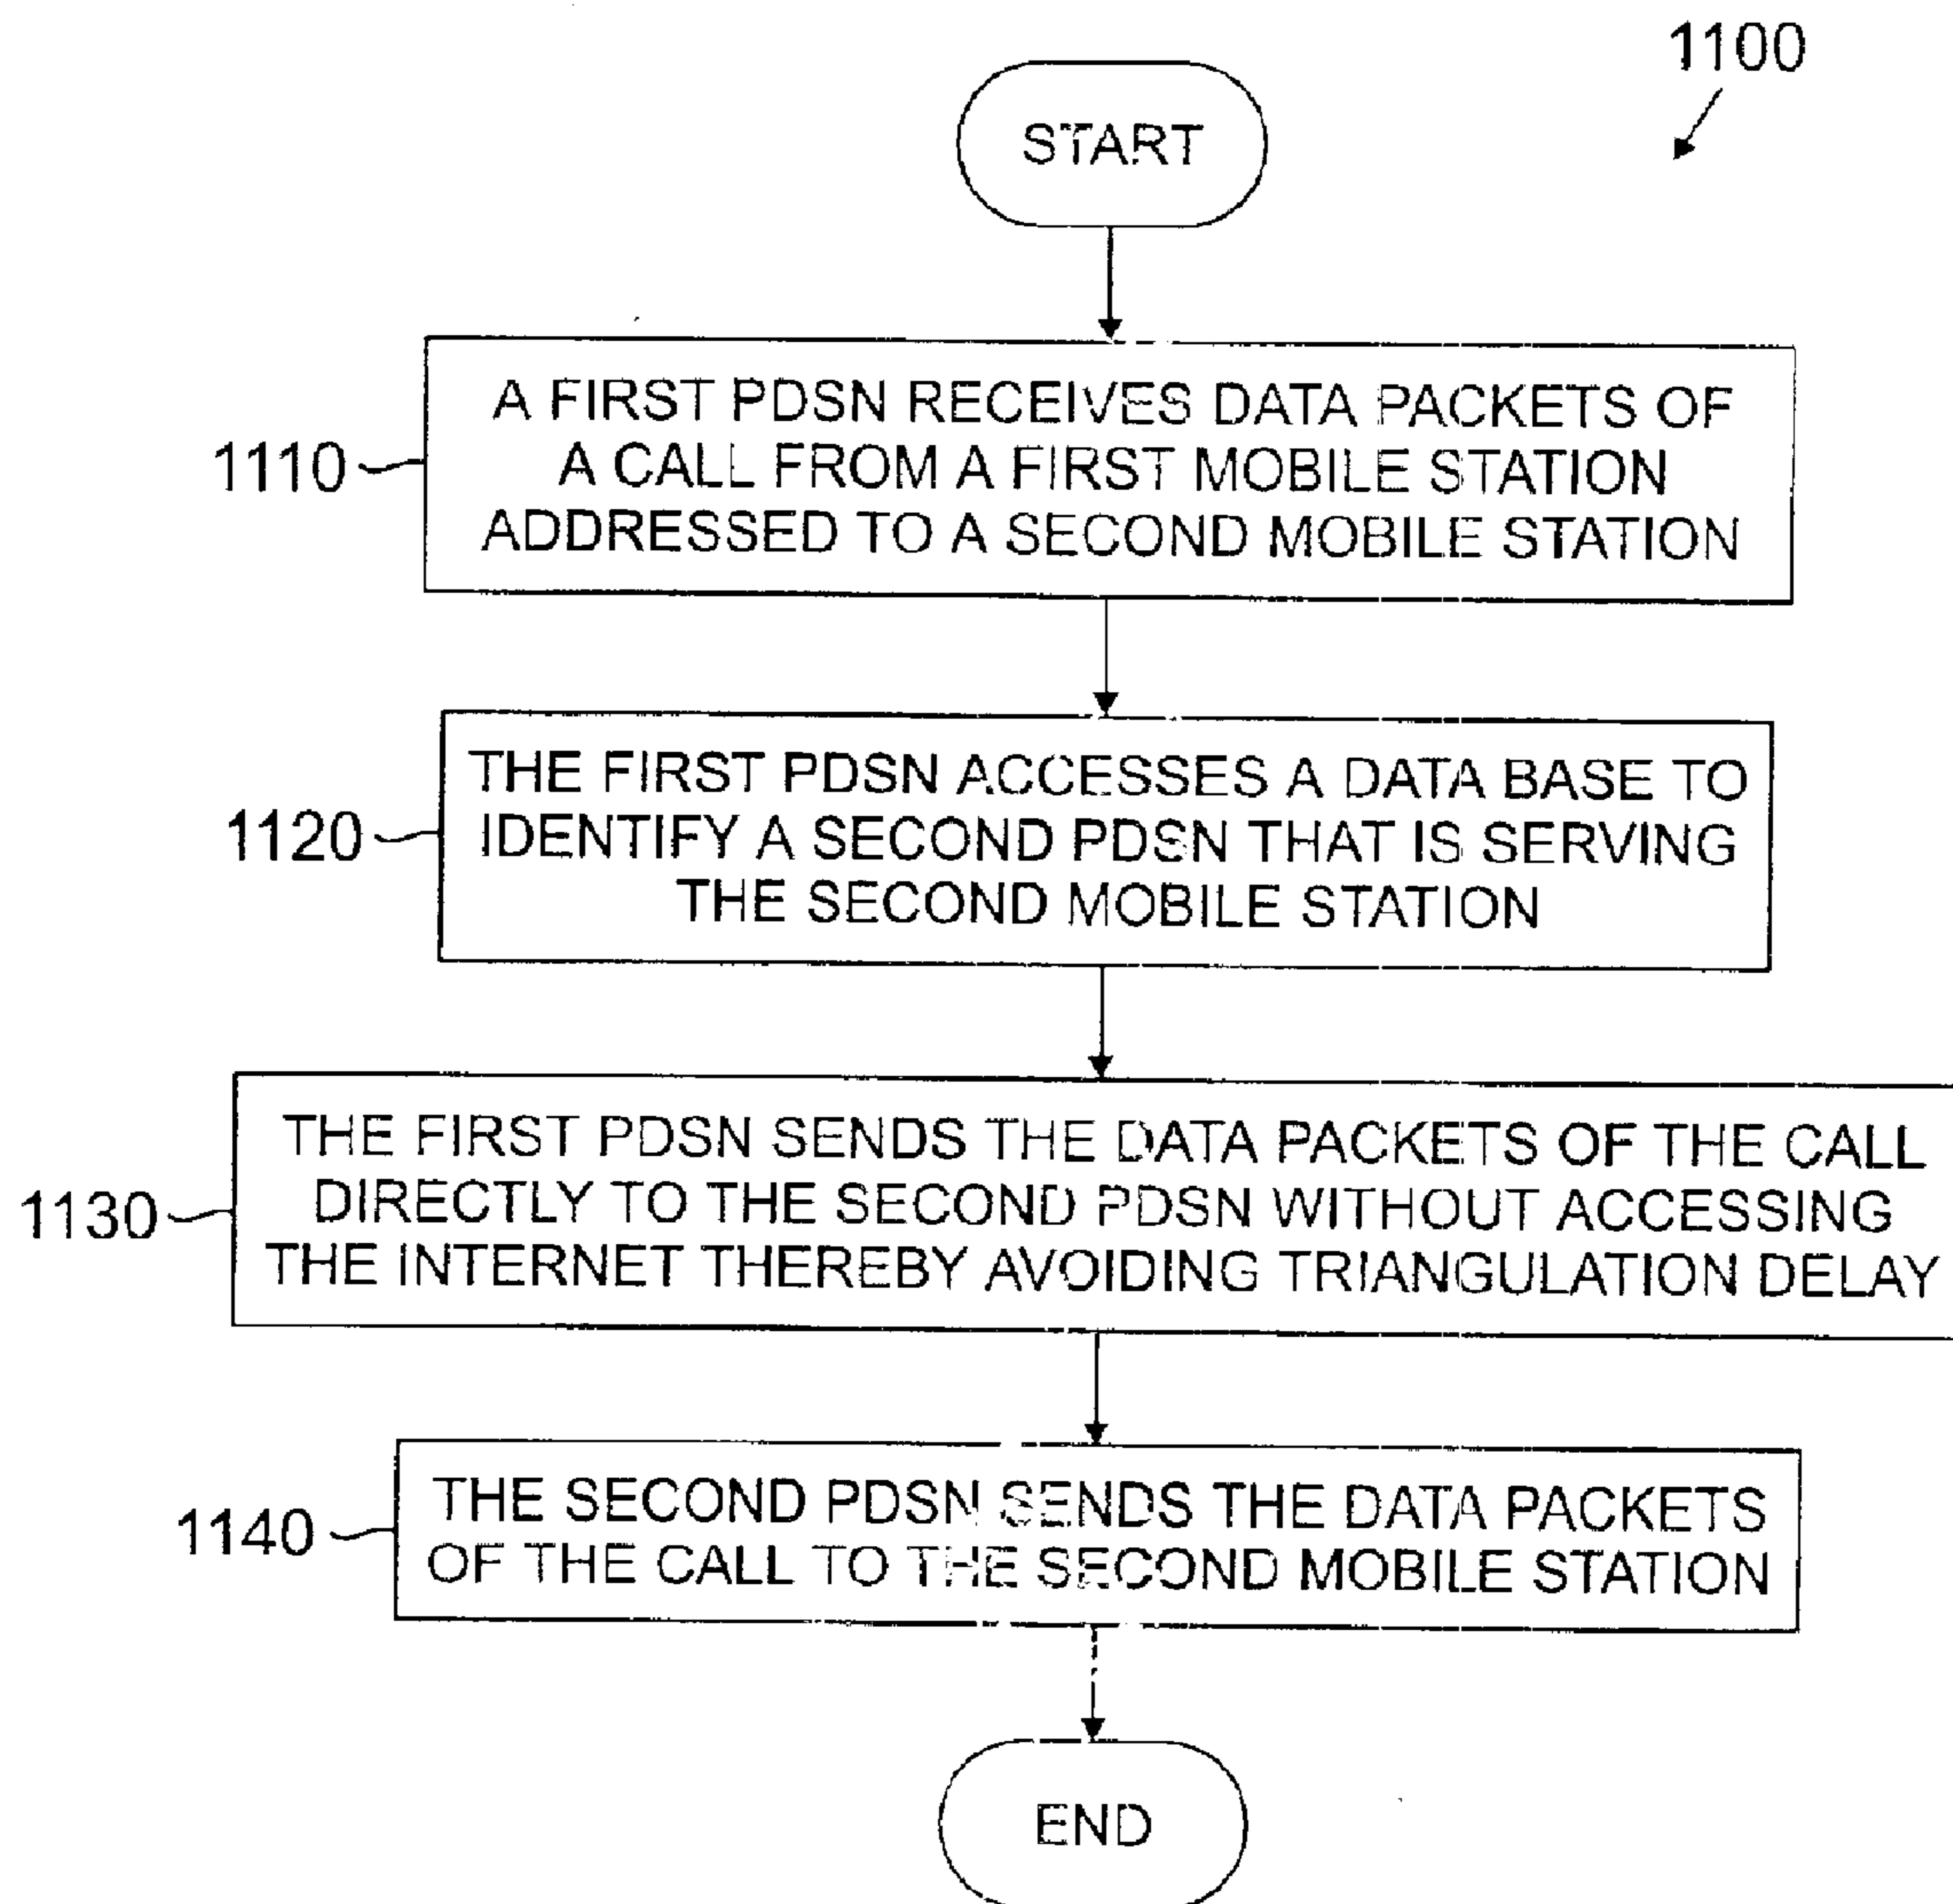 1100
START
1110
A FIRST PDSN RECEIVES DATA PACKETS OF
A CALL FROM A FIRST MOBILE STATION
ADDRESSED TO A SECOND MOBILE STATION
1120
THE FIRST PDSN ACCESSES A DATA BASE TO
IDENTIFY A SECOND PDSN THAT IS SERVING
THE SECOND MOBILE STATION
1130
THE FIRST PDSN SENDS THE DATA PACKETS OF THE CALL
DIRECTLY TO THE SECOND PDSN WITHOUT ACCESSING
THE INTERNET THEREBY AVOIDING TRIANGULATION DELAY
1140
THE SECOND PDSN SENDS THE DATA PACKETS
OF THE CALL TO THE SECOND MOBILE STATION
END